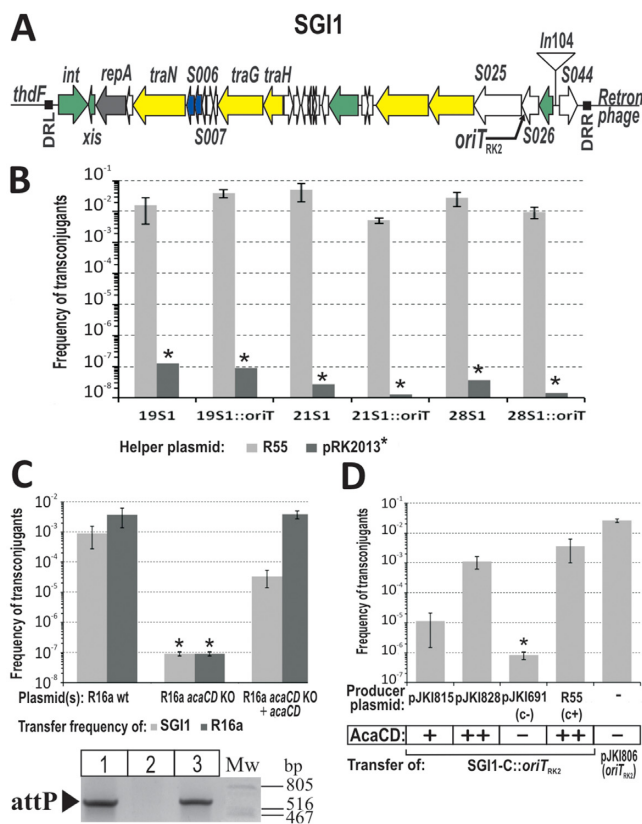 A
SGI1
In104
int
repA
traN
S006
traG
traH
S025
S044
thdF
Retron
phage
DRL
xis
S007
oriT RK2
S026
DRR
B
Frequency of transconjugants
10-1
10-2
10-3
10-4
10-5
10-6
10-7
10-8
* * * * * *
19S1 19S1::oriT 21S1 21S1::oriT 28S1 28S1::oriT
Helper plasmid: R55 pRK2013*
C
Frequency of transconjugants
10-2
10-3
10-4
10-5
10-6
10-7
10-8
* *
Plasmid(s): R16a wt R16a acaCD KO R16a acaCD KO
+ acaCD
Transfer frequency of: SGI1 R16a
1 2 3 Mw bp
attP
805
516
467
D
Frequency of transconjugants
10-1
10-2
10-3
10-4
10-5
10-6
10-7
*
Producer
plasmid:
pJKI815 pJKI828 pJKI691
(c-)
R55
(c+)
-
AcaCD: + ++ – ++ –
Transfer of: SGI1-C::oriT RK2
pJKI806
(oriT RK2)